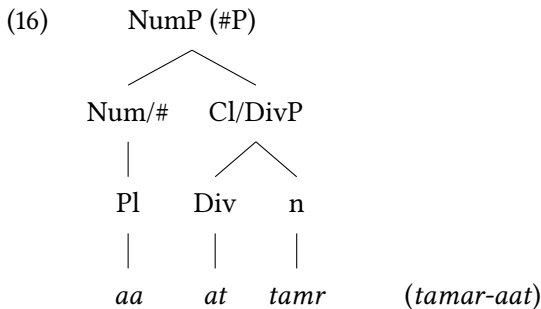 (16) NumP (#P)
Num/# Cl/DivP
Pl Div n
aa at tamr (tamar-aat)